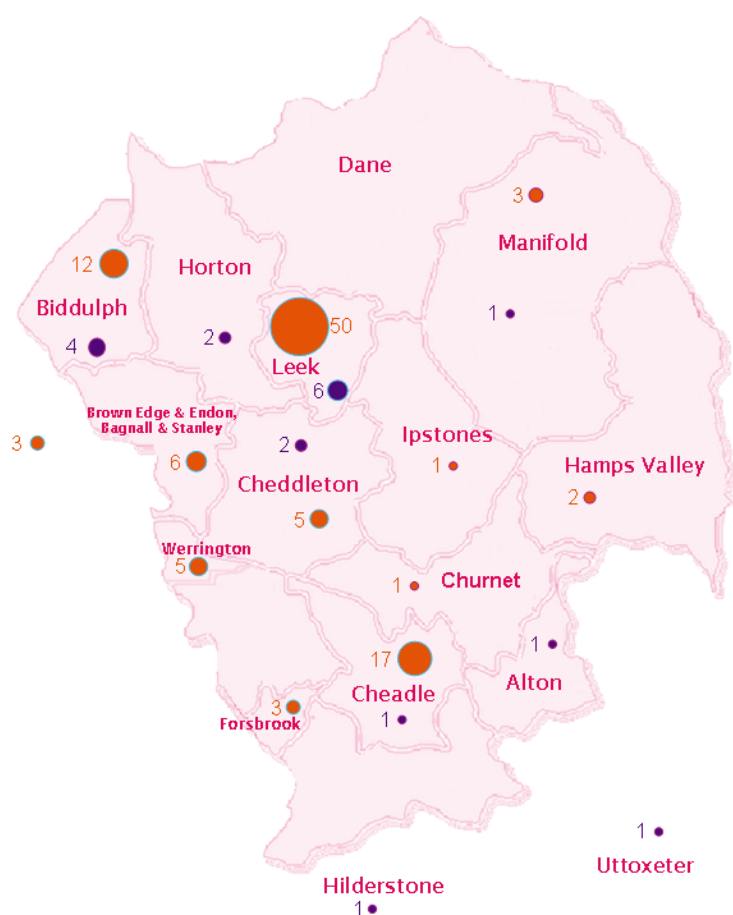 Dane
3
Manifold
12
Horton
Biddulph
1
50
2
4
Leek
6
Brown Edge & Endon,
Bagnall & Stanley
3
2
Ipstones
6
1
Hamps Valley
Cheddleton
2
5
Werrington
5
1
Churnet
1
17
Alton
Cheadle
3
Forsbrook
1
1
Uttoxeter
Hilderstone
1